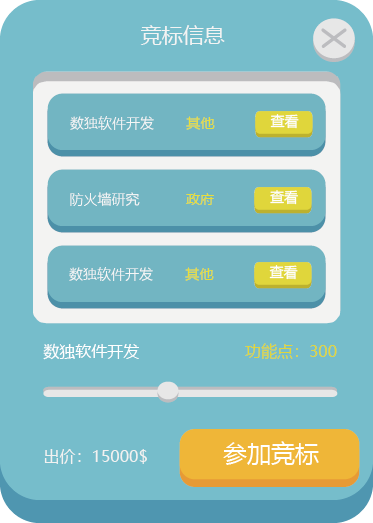 竞标信息
数独软件开发 其他 查看
防火墙研究 政府 查看
数独软件开发 其他 查看
数独软件开发 功能点：300
出价：15000$ 参加竞标